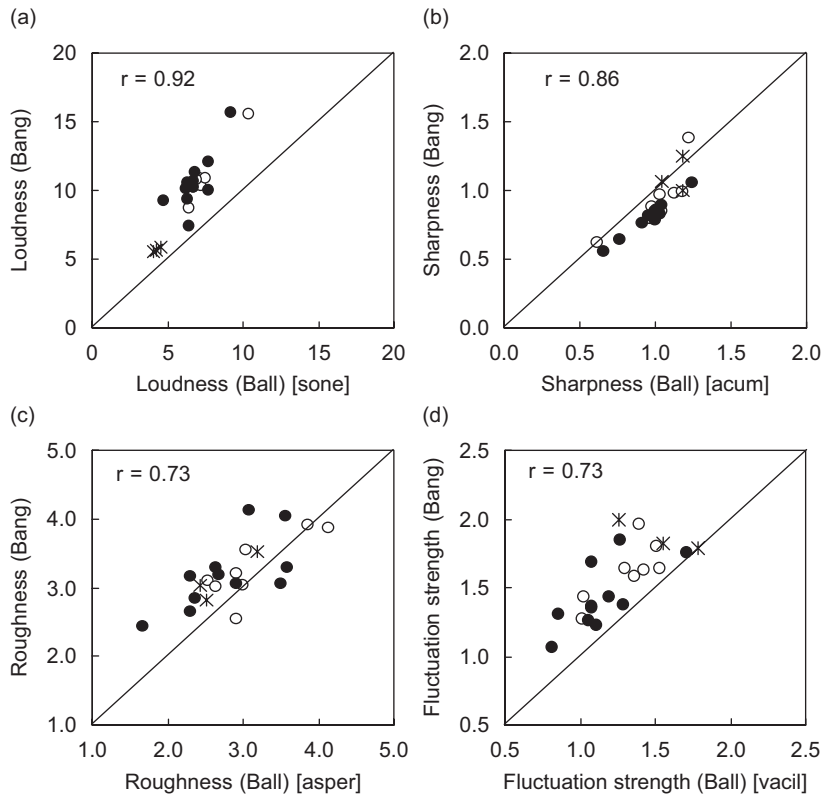 (a)
20
15
10
5
0
0 5 10 15 20
r = 0.92
Loudness (Bang)
Loudness (Ball) [sone]
(b)
2.0
1.5
1.0
0.5
0.0
0.0 0.5 1.0 1.5 2.0
r = 0.86
Sharpness (Bang)
Sharpness (Ball) [acum]
(c)
5.0
4.0
3.0
2.0
1.0
1.0 2.0 3.0 4.0 5.0
r = 0.73
Roughness (Bang)
Roughness (Ball) [asper]
(d)
2.5
2.0
1.5
1.0
0.5
0.5 1.0 1.5 2.0 2.5
r = 0.73
Fluctuation strength (Bang)
Fluctuation strength (Ball) [vacil]